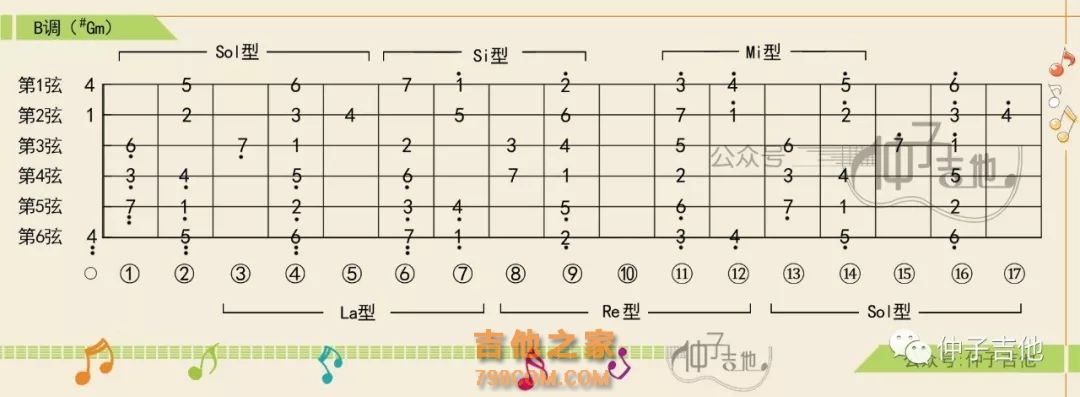 B调（#Gm）
Sol型 Si型 Mi型
第1弦 4 5 6 7 1 2 3 4 5 6
第2弦 1 2 3 4 5 6 7 1 2 3 4
第3弦 6 7 1 2 3 4 5 6 7 1
公众号 仲子吉他
第4弦 3 4 5 6 7 1 2 3 4 5
第5弦 7 1 2 3 4 5 6 7 1 2
第6弦 4 5 6 7 1 2 3 4 5 6
○ ① ② ③ ④ ⑤ ⑥ ⑦ ⑧ ⑨ ⑩ ⑪ ⑫ ⑬ ⑭ ⑮ ⑯ ⑰
La型 Re型 Sol型
吉他之家
798COM.COM
仲子吉他
仲子吉他
公众号:仲子吉他